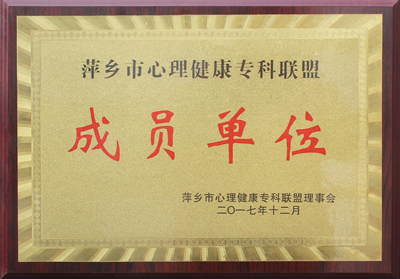 萍乡市心理健康专科联盟
成员单位
萍乡市心理健康专科联盟理事会
二〇一七年十二月